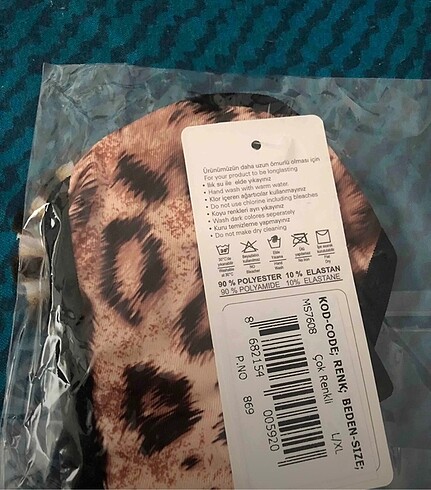 Ürününüzün daha uzun ömürlü olması için
For your product to be longlasting
• Ilık su ile elde yıkayınız
• Hand wash with warm water.
• Klor içeren ağartıcılar kullanmayınız
• Do not use chlorine including bleaches
• Koyu renkleri ayrı yıkayınız
• Wash dark colores seperately
• Kuru temizleme yapmayınız
• Do not make dry cleaning
90 % POLYESTER 10 % ELASTAN
90 % POLYAMIDE 10% ELASTANE
KOD-CODE; RENK; BEDEN-SIZE;
MS7608 Çok Renkli L/XL
8 682154 005920
P.NO 869